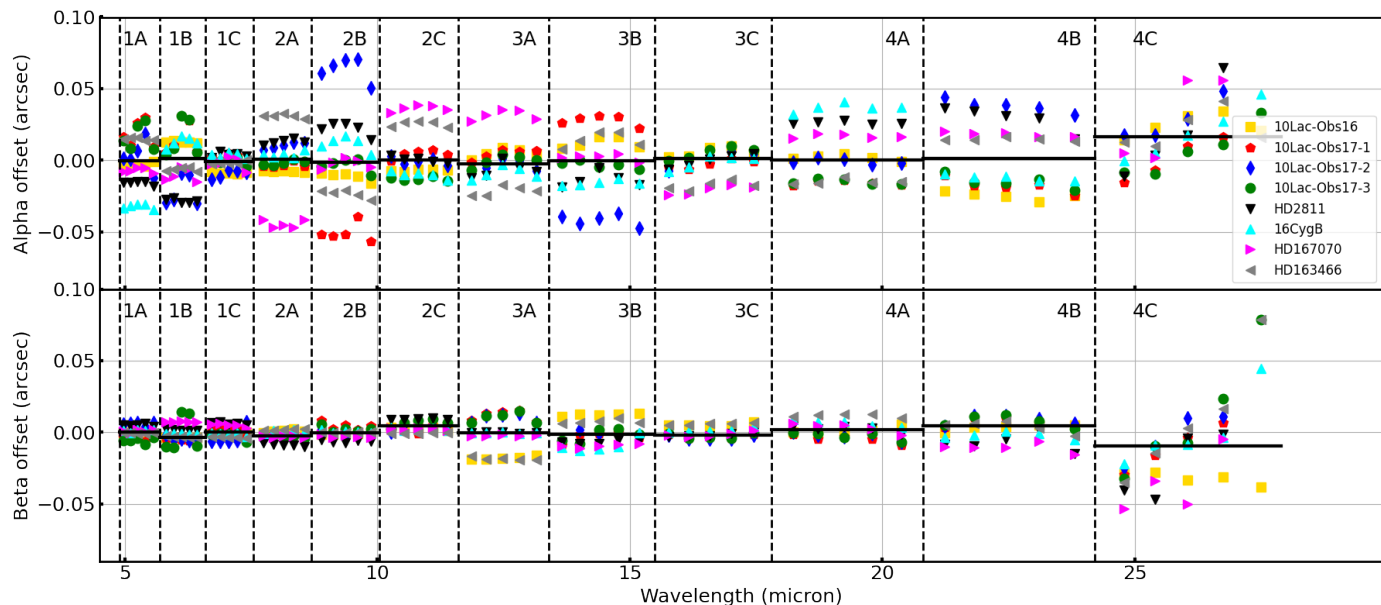 0.10
1A 1B 1C 2A 2B 2C 3A 3B 3C 4A 4B 4C
0.05
0.00
−0.05
0.10
Alpha offset (arcsec)
10Lac-Obs16
10Lac-Obs17-1
10Lac-Obs17-2
10Lac-Obs17-3
HD2811
16CygB
HD167070
HD163466
1A 1B 1C 2A 2B 2C 3A 3B 3C 4A 4B 4C
0.05
0.00
−0.05
Beta offset (arcsec)
5 10 15 20 25
Wavelength (micron)